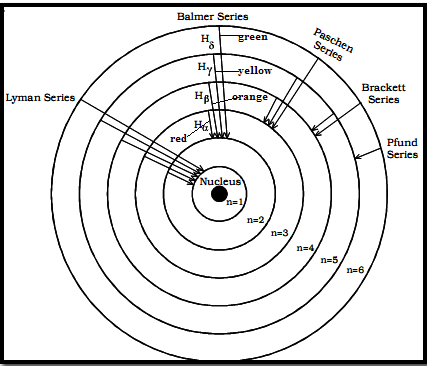 Balmer Series
Hδ green
Paschen
Series
Hγ yellow
Brackett
Series
Lyman Series
Hβ orange
Hα
red
Pfund
Series
Nucleus
n=1
n=2
n=3
n=4
n=5
n=6